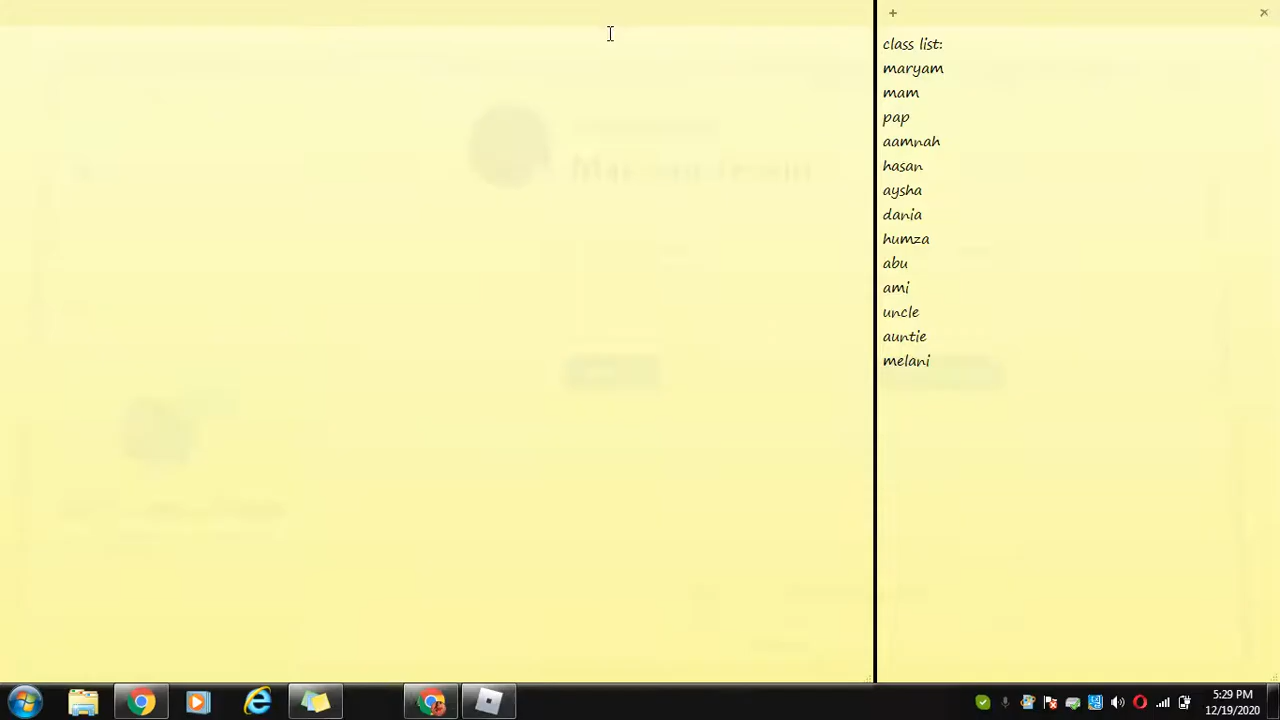 class list:
maryam
mam
pap
aamnah
hasan
aysha
dania
humza
abu
ami
uncle
auntie
melani
5:29 PM
12/19/2020